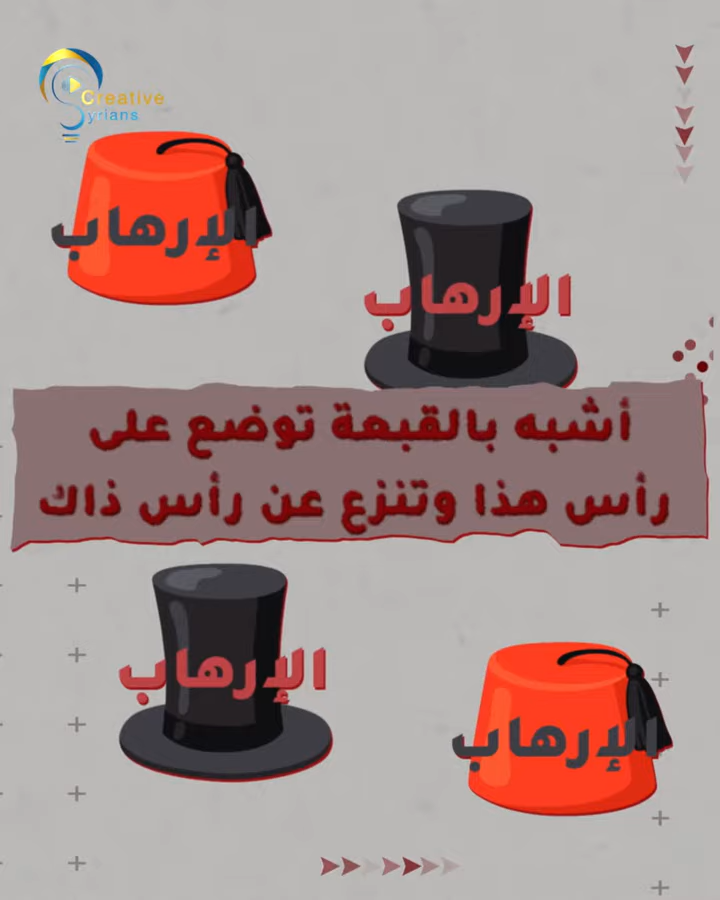 Creative
Syrians
الإرهاب
الإرهاب
أشبه بالقبعة توضع على
رأس هذا وتنزع عن رأس ذاك
الإرهاب
الإرهاب